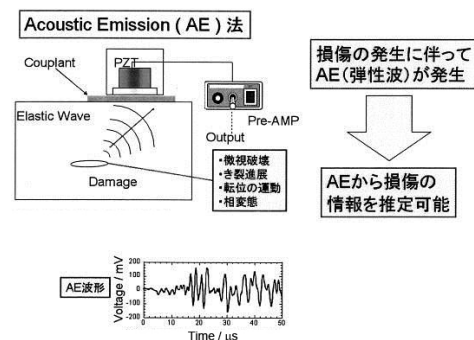 Acoustic Emission ( AE ) 法
Couplant
PZT
Elastic Wave
Damage
Pre-AMP
Output
・微視破壊
・き裂進展
・転位の運動
・相変態
損傷の発生に伴って
AE(弾性波)が発生
AEから損傷の
情報を推定可能
AE波形
Voltage / mV
200
100
0
-100
-200
0 10 20 30 40 50
Time / μs